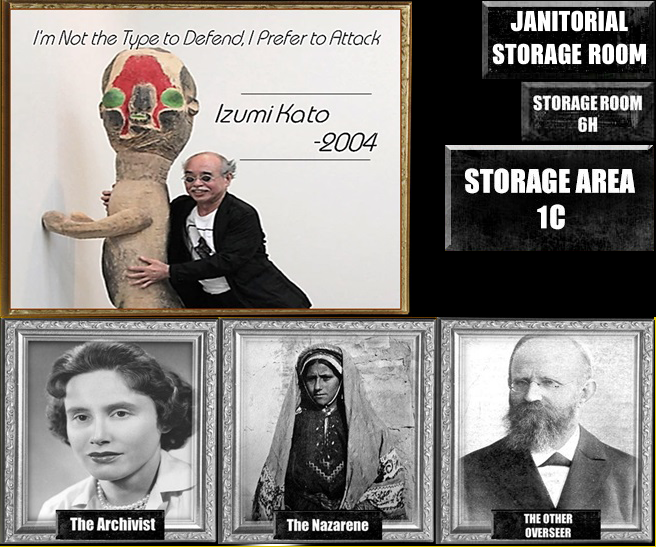 I'm Not the Type to Defend, I Prefer to Attack
Izumi Kato
-2004
JANITORIAL
STORAGE ROOM
STORAGE ROOM
6H
STORAGE AREA
1C
The Archivist
The Nazarene
THE OTHER
OVERSEER